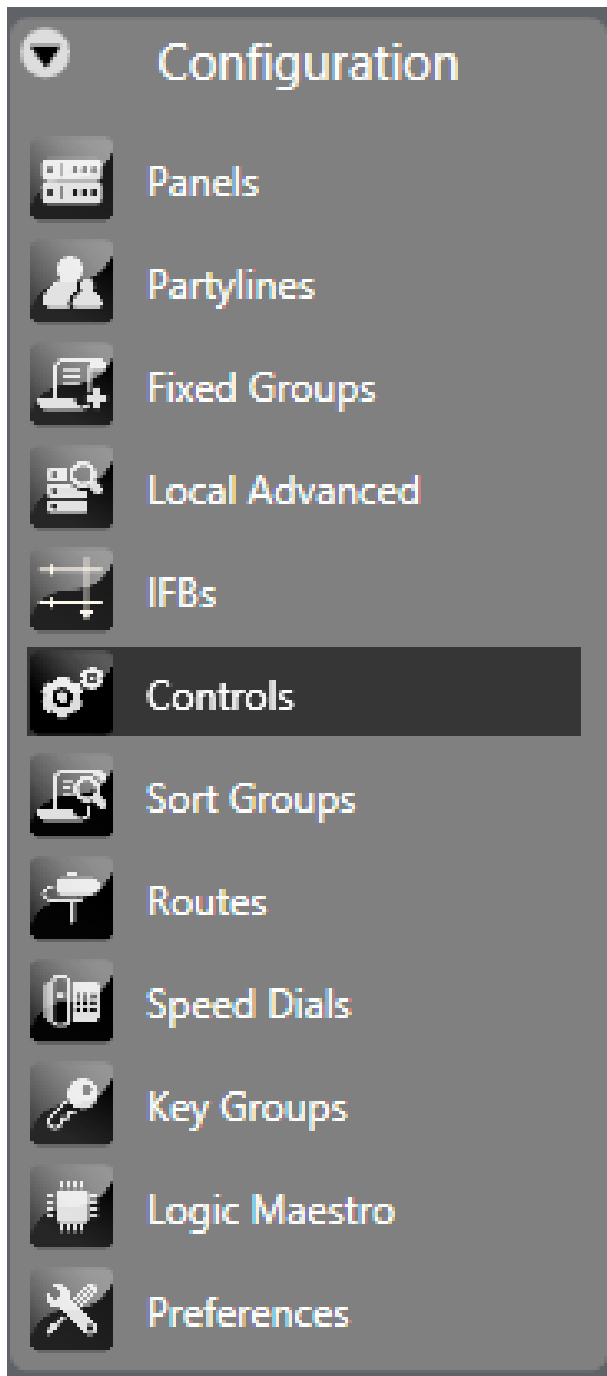 Configuration
Panels
Partylines
Fixed Groups
Local Advanced
IFBs
Controls
Sort Groups
Routes
Speed Dials
Key Groups
Logic Maestro
Preferences